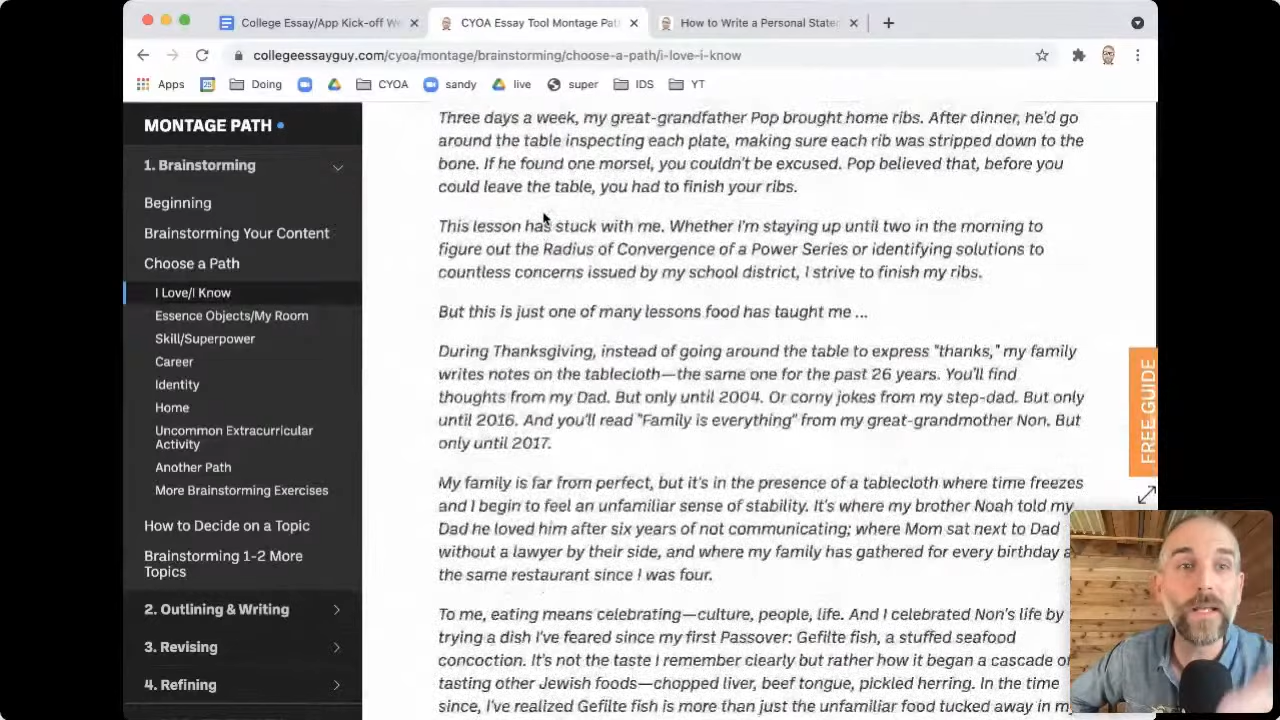 College Essay/App Kick-off We
CYOA Essay Tool Montage Pat
How to Write a Personal State
collegeessayguy.com/cyoa/montage/brainstorming/choose-a-path/i-love-i-know
Apps
Doing
CYOA
sandy
live
super
IDS
YT
MONTAGE PATH
1. Brainstorming
Beginning
Brainstorming Your Content
Choose a Path
I Love/I Know
Essence Objects/My Room
Skill/Superpower
Career
Identity
Home
Uncommon Extracurricular
Activity
Another Path
More Brainstorming Exercises
How to Decide on a Topic
Brainstorming 1-2 More
Topics
2. Outlining & Writing
3. Revising
4. Refining
Three days a week, my great-grandfather Pop brought home ribs. After dinner, he'd go
around the table inspecting each plate, making sure each rib was stripped down to the
bone. If he found one morsel, you couldn't be excused. Pop believed that, before you
could leave the table, you had to finish your ribs.
This lesson has stuck with me. Whether I'm staying up until two in the morning to
figure out the Radius of Convergence of a Power Series or identifying solutions to
countless concerns issued by my school district, I strive to finish my ribs.
But this is just one of many lessons food has taught me ...
During Thanksgiving, instead of going around the table to express "thanks," my family
writes notes on the tablecloth—the same one for the past 26 years. You'll find
thoughts from my Dad. But only until 2004. Or corny jokes from my step-dad. But only
until 2016. And you'll read "Family is everything" from my great-grandmother Non. But
only until 2017.
My family is far from perfect, but it's in the presence of a tablecloth where time freezes
and I begin to feel an unfamiliar sense of stability. It's where my brother Noah told my
Dad he loved him after six years of not communicating; where Mom sat next to Dad
without a lawyer by their side, and where my family has gathered for every birthday a
the same restaurant since I was four.
To me, eating means celebrating—culture, people, life. And I celebrated Non's life by
trying a dish I've feared since my first Passover: Gefilte fish, a stuffed seafood
concoction. It's not the taste I remember clearly but rather how it began a cascade o
tasting other Jewish foods—chopped liver, beef tongue, pickled herring. In the time
since, I've realized Gefilte fish is more than just the unfamiliar food tucked away in m
FREE GUIDE